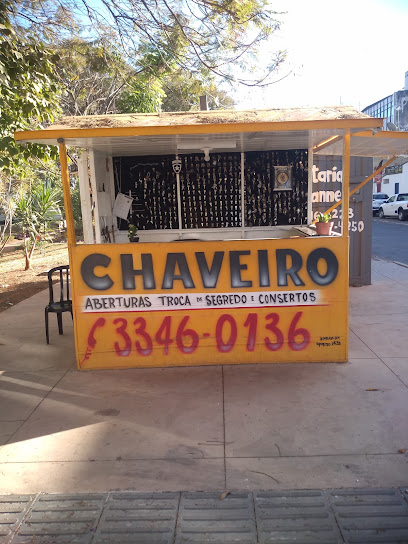 CHAVEIRO
ABERTURAS TROCA DE SEGREDO E CONSERTOS
3346-0136